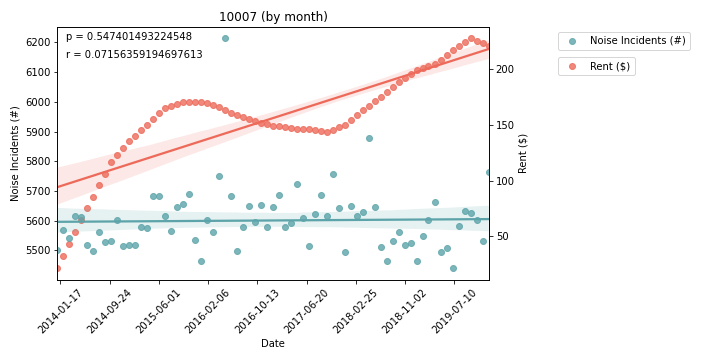 10007 (by month)
p = 0.547401493224548
r = 0.07156359194697613
Noise Incidents (#)
Rent ($)
6200
6100
6000
5900
5800
5700
5600
5500
Noise Incidents (#)
200
150
100
50
Rent ($)
2014-01-17
2014-09-24
2015-06-01
2016-02-06
2016-10-13
2017-06-20
2018-02-25
2018-11-02
2019-07-10
Date